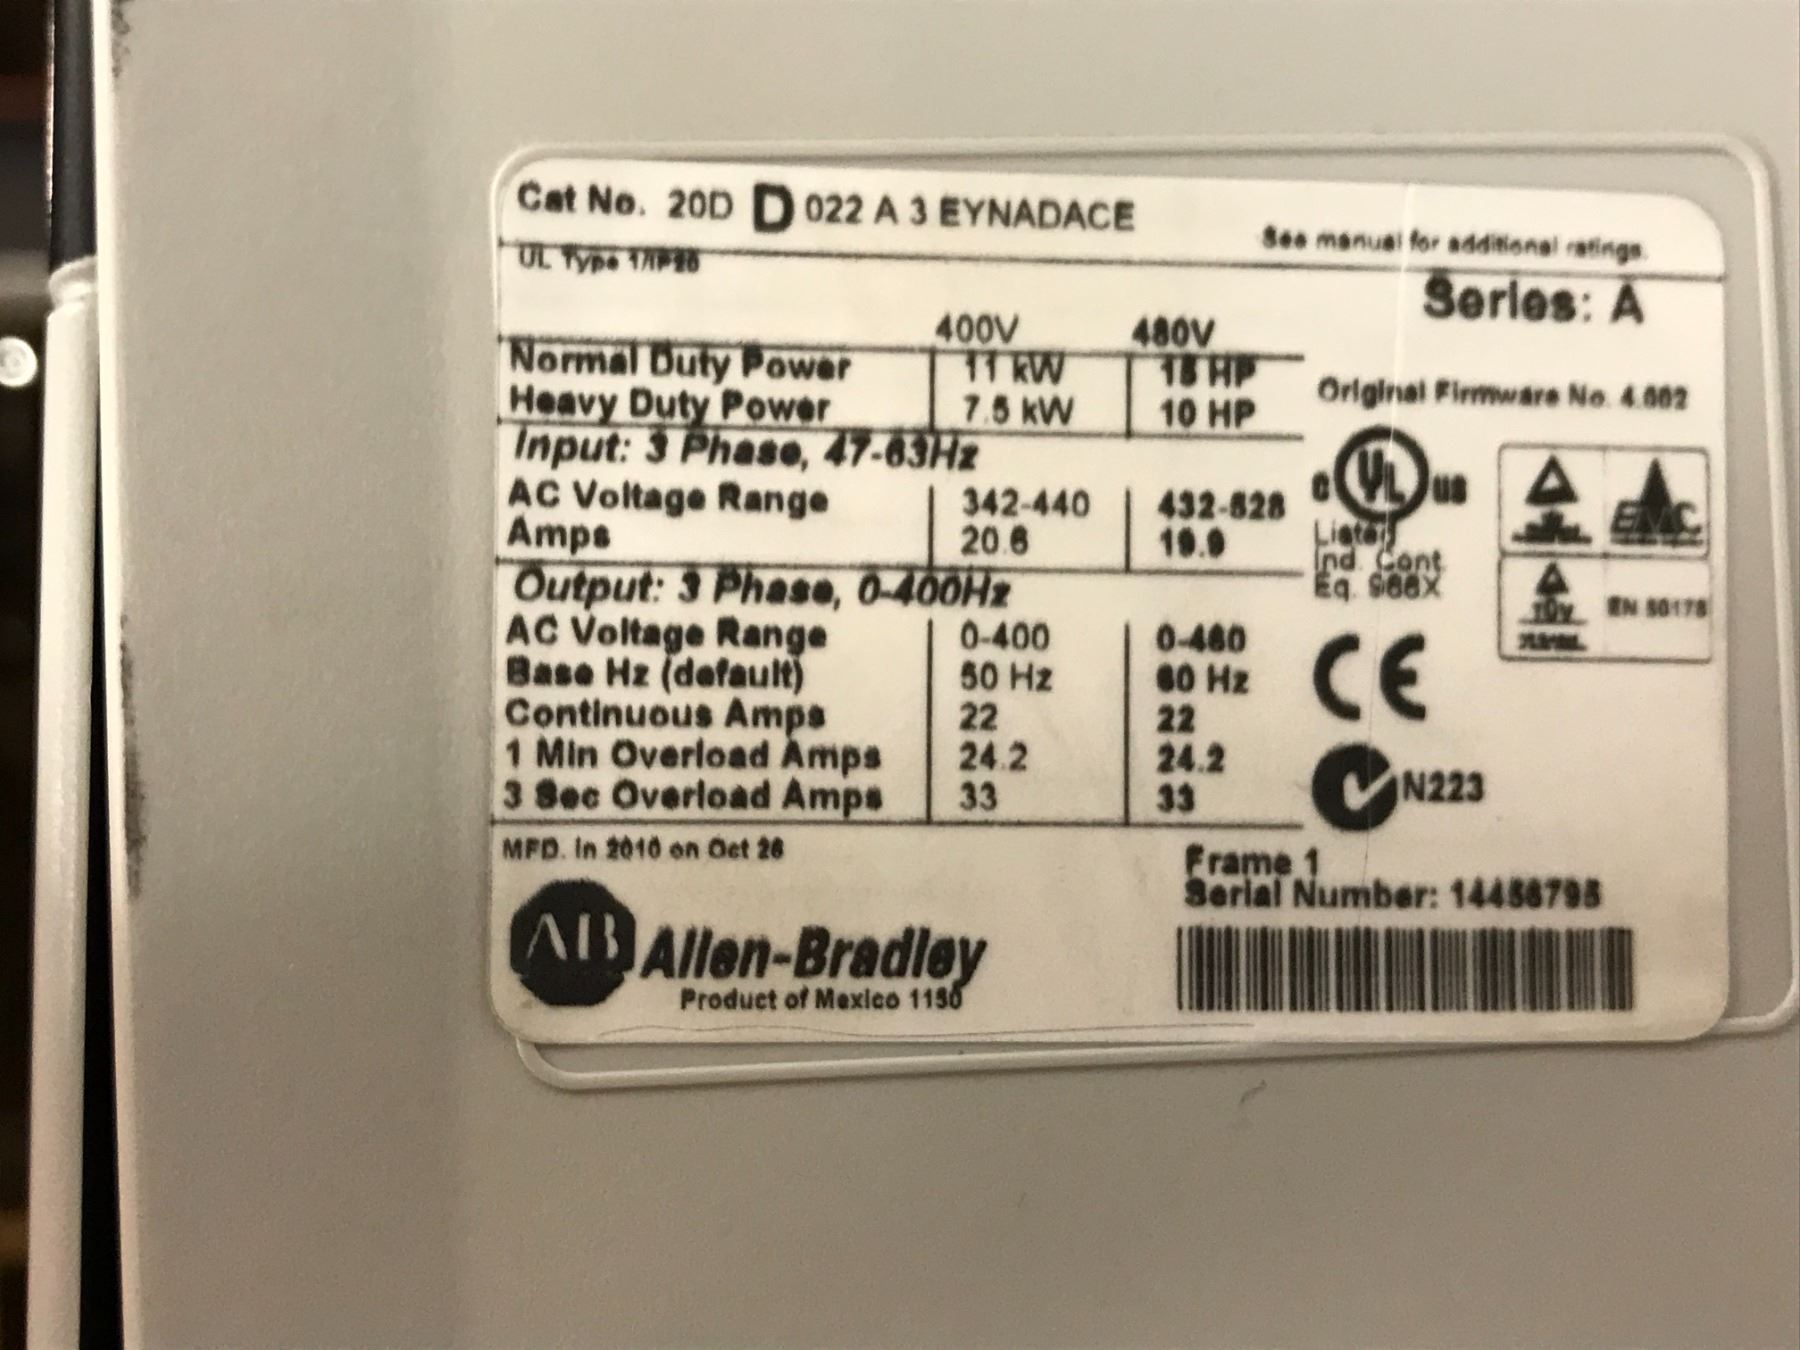 Cat No. 20D D 022 A 3 EYNADACE
See manual for additional ratings.
UL Type 1/IP20
Series: A
400V 480V
Normal Duty Power 11 kW 15 HP
Heavy Duty Power 7.5 kW 10 HP
Original Firmware No. 4.002
Input: 3 Phase, 47-63Hz
AC Voltage Range 342-440 432-528
Amps 20.6 19.9
C UL US
Listed
Ind. Cont.
Eq. 966X
EMC
TÜV
EN 50178
Output: 3 Phase, 0-400Hz
AC Voltage Range 0-400 0-460
Base Hz (default) 50 Hz 60 Hz
Continuous Amps 22 22
1 Min Overload Amps 24.2 24.2
3 Sec Overload Amps 33 33
CE
N223
MFD. in 2010 on Oct 26
Frame 1
Serial Number:
AB Allen-Bradley
Product of Mexico